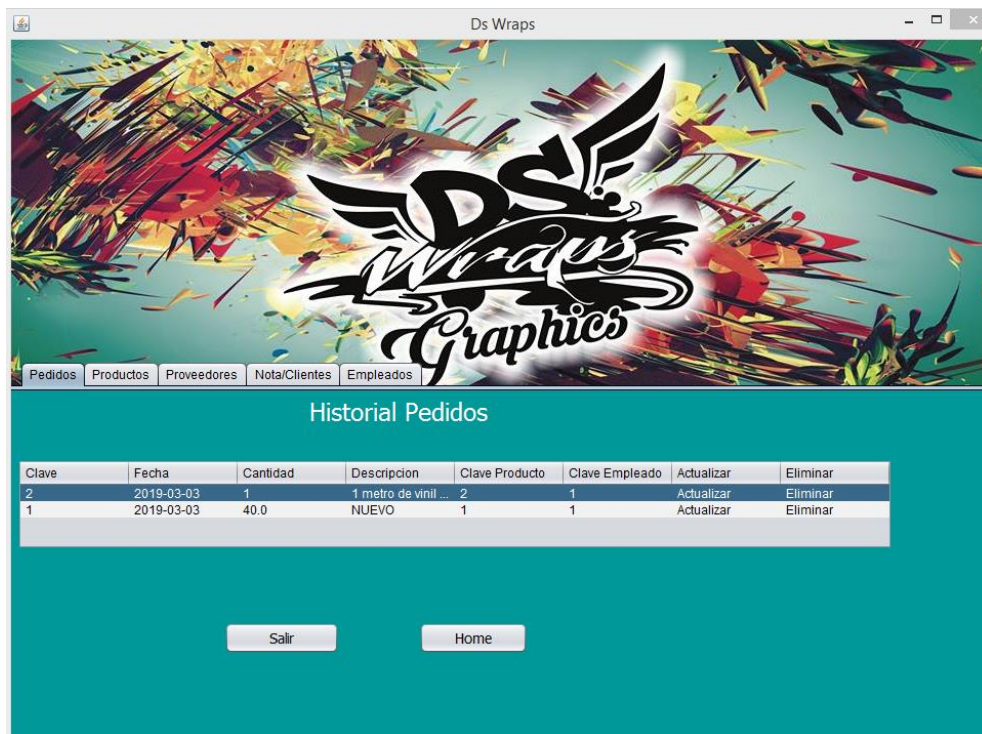 Ds Wraps
DS.
Wraps
Graphics
Pedidos Productos Proveedores Nota/Clientes Empleados
Historial Pedidos
Clave Fecha Cantidad Descripcion Clave Producto Clave Empleado Actualizar Eliminar
2 2019-03-03 1 1 metro de vinil ... 2 1 Actualizar Eliminar
1 2019-03-03 40.0 NUEVO 1 1 Actualizar Eliminar
Salir Home